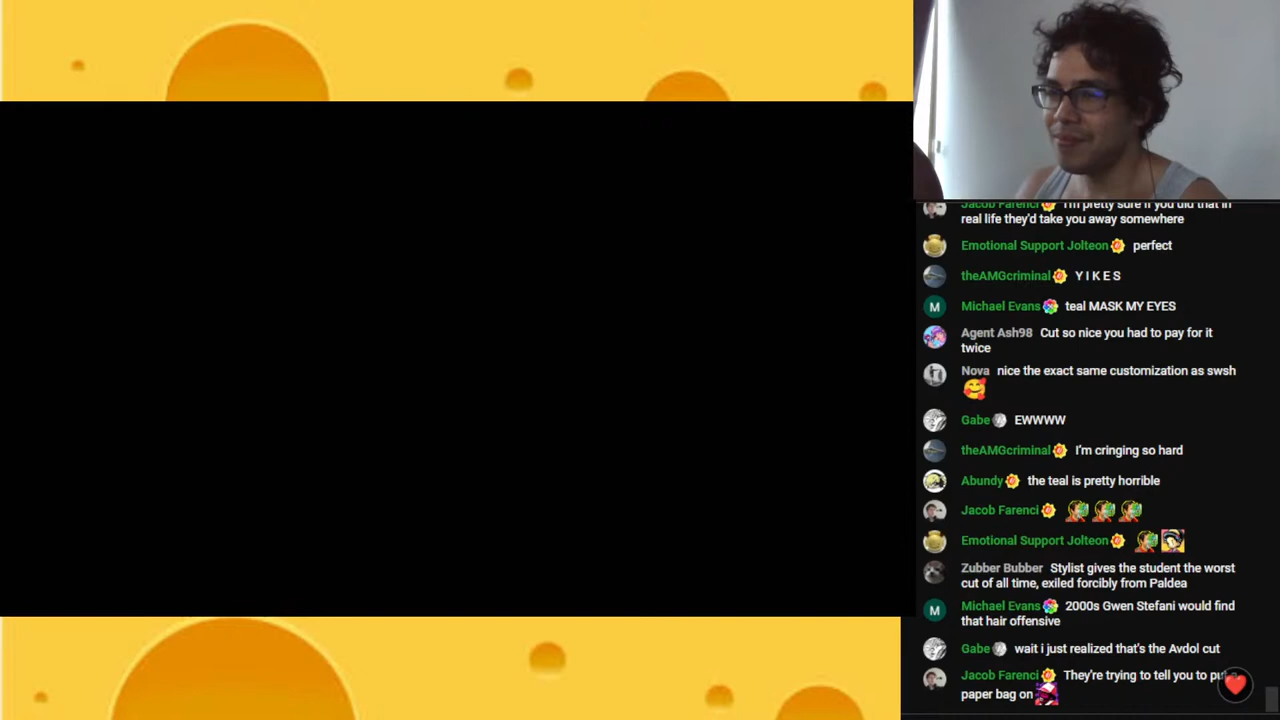 Jacob Farenci I'm pretty sure if you did that in
real life they'd take you away somewhere
Emotional Support Jolteon perfect
theAMGcriminal Y I K E S
M Michael Evans teal MASK MY EYES
Agent Ash98 Cut so nice you had to pay for it
twice
Nova nice the exact same customization as swsh
Gabe EWWWW
theAMGcriminal I'm cringing so hard
Abundy the teal is pretty horrible
Jacob Farenci
Emotional Support Jolteon
Zubber Bubber Stylist gives the student the worst
cut of all time, exiled forcibly from Paldea
M Michael Evans 2000s Gwen Stefani would find
that hair offensive
Gabe wait i just realized that's the Avdol cut
Jacob Farenci They're trying to tell you to put a
paper bag on